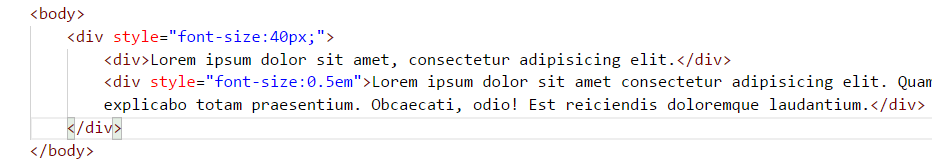 <body>
<div style="font-size:40px;">
<div>Lorem ipsum dolor sit amet, consectetur adipisicing elit.</div>
<div style="font-size:0.5em">Lorem ipsum dolor sit amet consectetur adipisicing elit. Quam
explicabo totam praesentium. Obcaecati, odio! Est reiciendis doloremque laudantium.</div>
</div>
</body>